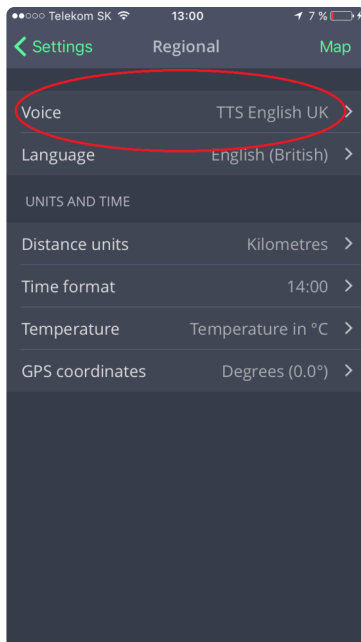 Telekom SK 13:00 7 %
Settings Regional Map
Voice TTS English UK
Language English (British)
UNITS AND TIME
Distance units Kilometres
Time format 14:00
Temperature Temperature in °C
GPS coordinates Degrees (0.0°)